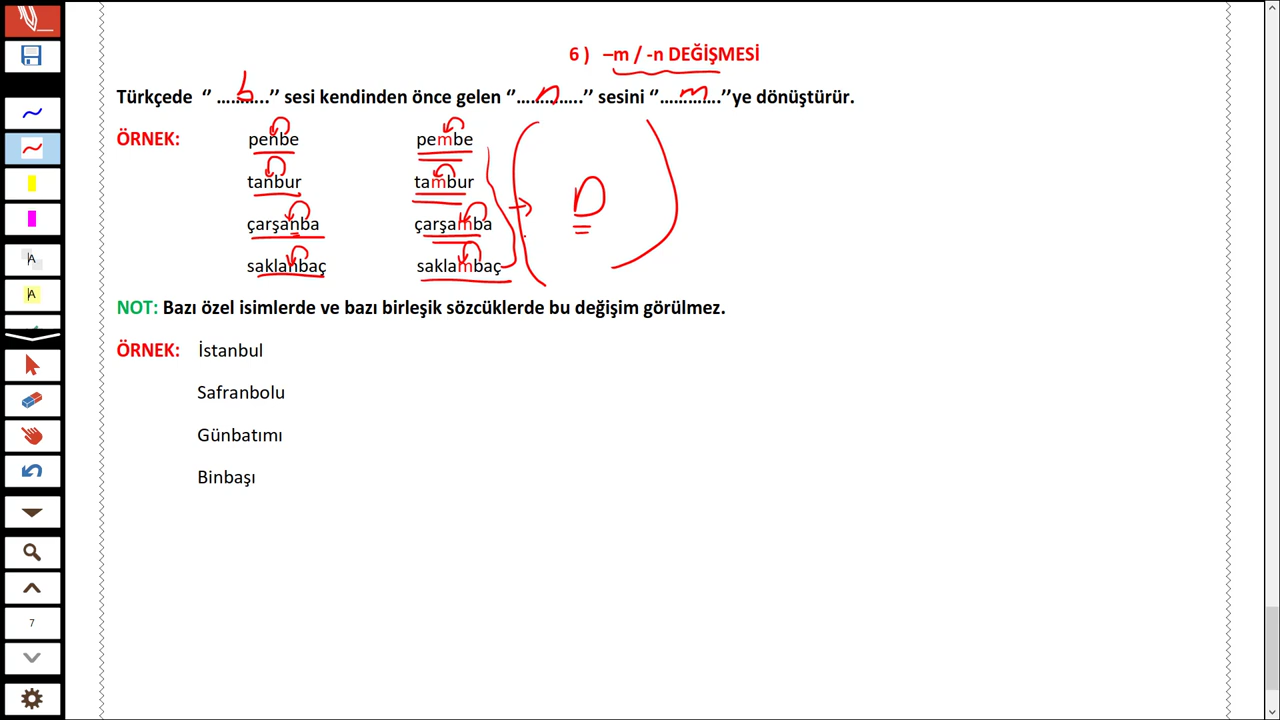 6 ) –m / -n DEĞİŞMESİ
Türkçede “ ...b...... ” sesi kendinden önce gelen “......n........” sesini “......m......”ye dönüştürür.
ÖRNEK: penbe pembe
tanbur tambur
çarşanba çarşamba
saklanbaç saklambaç
D
NOT: Bazı özel isimlerde ve bazı birleşik sözcüklerde bu değişim görülmez.
ÖRNEK: İstanbul
Safranbolu
Günbatımı
Binbaşı
A
A
7